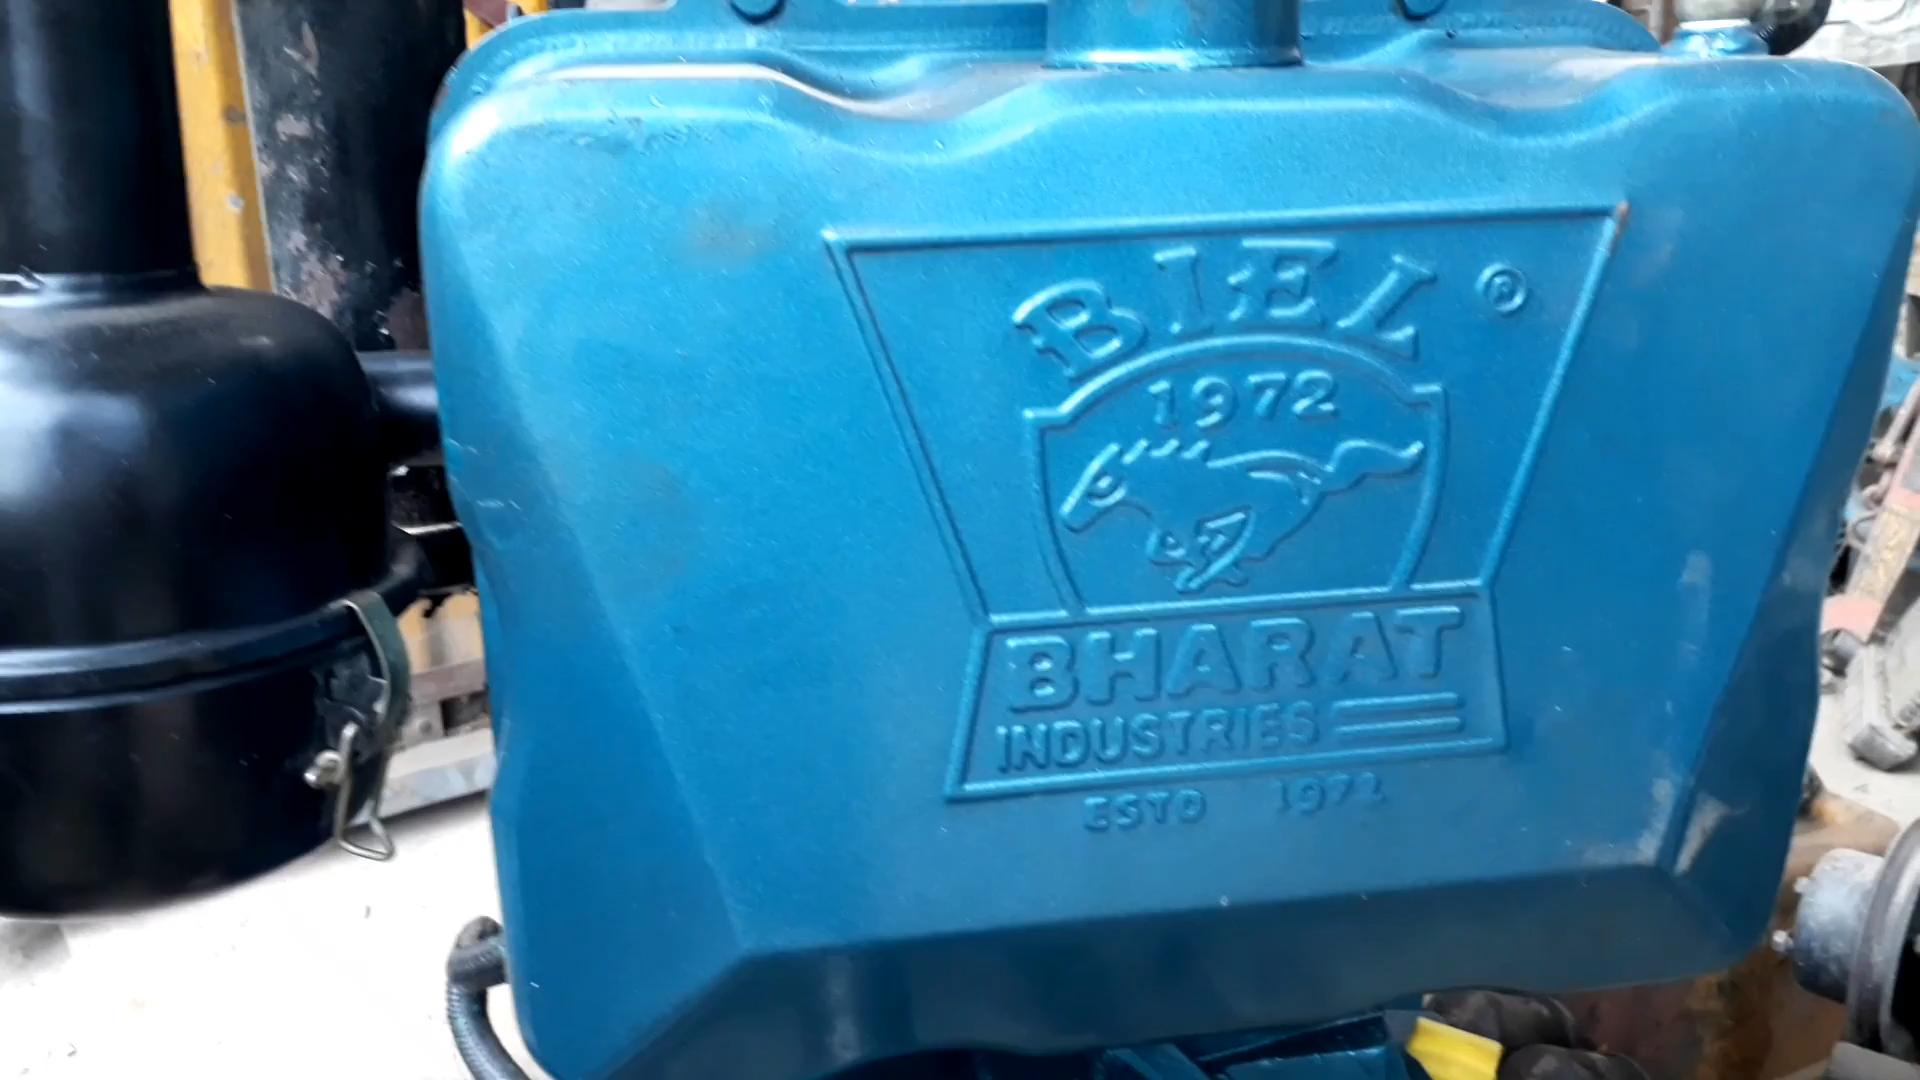 BIEL ®
1972
BHARAT
INDUSTRIES
ESTD 1972